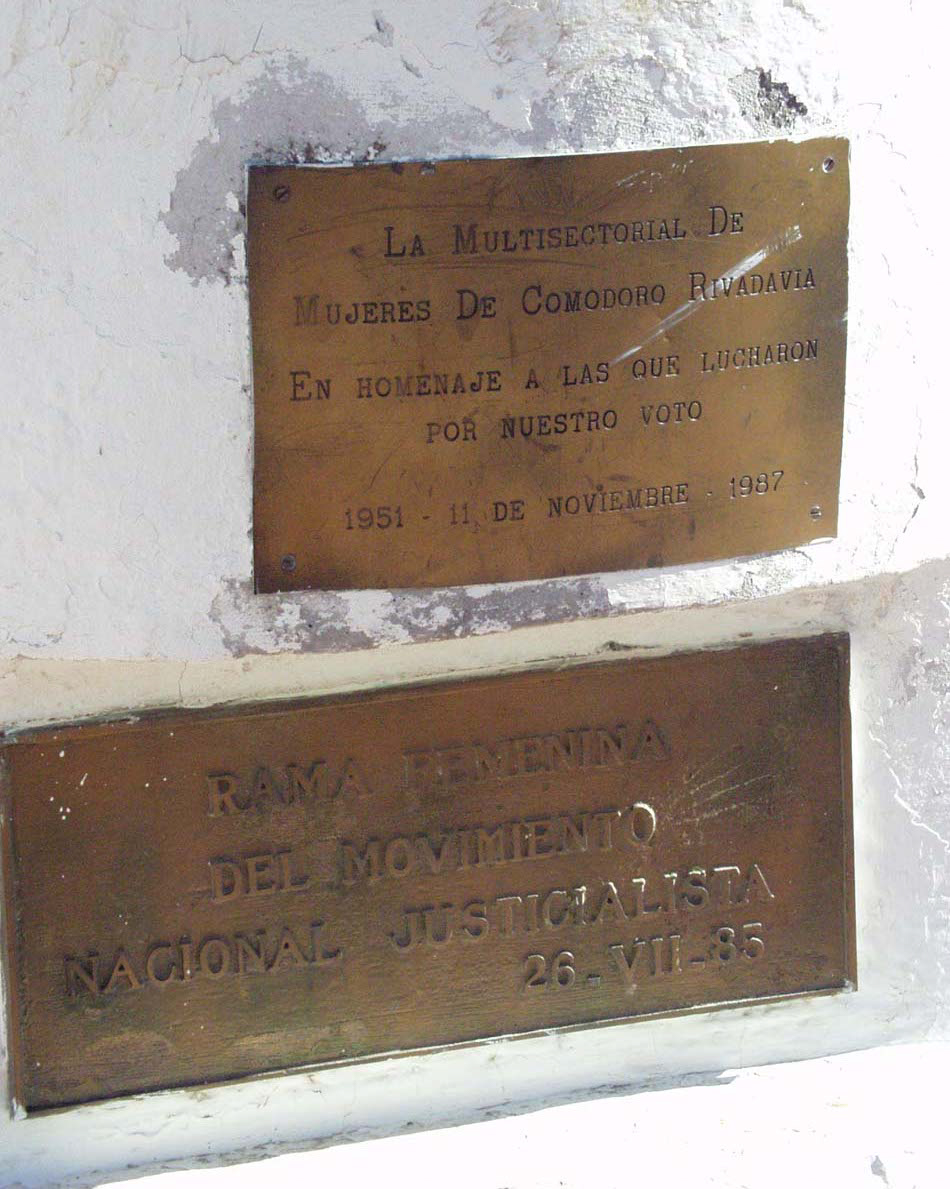 La Multisectorial De
Mujeres De Comodoro Rivadavia
En homenaje a las que lucharon
por nuestro voto
1951 - 11 de noviembre - 1987
RAMA FEMENINA
DEL MOVIMIENTO
NACIONAL JUSTICIALISTA
26-VII-85